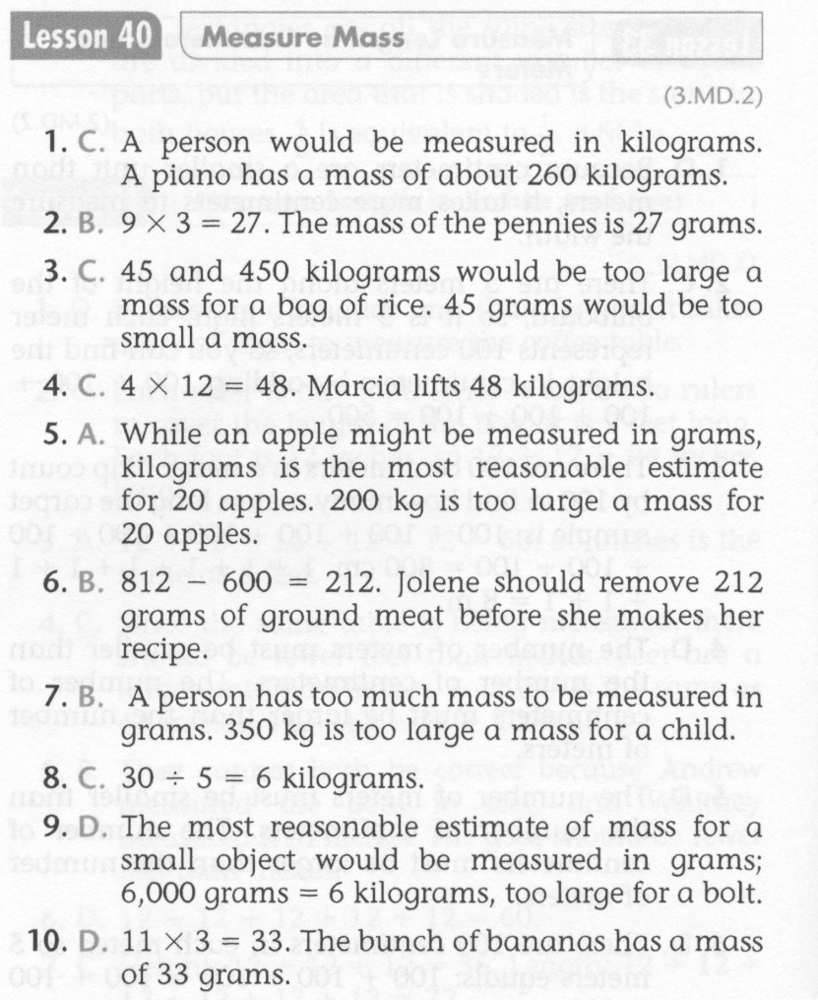 Lesson 40 Measure Mass
(3.MD.2)
1. C. A person would be measured in kilograms.
A piano has a mass of about 260 kilograms.
2. B. 9 × 3 = 27. The mass of the pennies is 27 grams.
3. C. 45 and 450 kilograms would be too large a
mass for a bag of rice. 45 grams would be too
small a mass.
4. C. 4 × 12 = 48. Marcia lifts 48 kilograms.
5. A. While an apple might be measured in grams,
kilograms is the most reasonable estimate
for 20 apples. 200 kg is too large a mass for
20 apples.
6. B. 812 − 600 = 212. Jolene should remove 212
grams of ground meat before she makes her
recipe.
7. B. A person has too much mass to be measured in
grams. 350 kg is too large a mass for a child.
8. C. 30 ÷ 5 = 6 kilograms.
9. D. The most reasonable estimate of mass for a
small object would be measured in grams;
6,000 grams = 6 kilograms, too large for a bolt.
10. D. 11 × 3 = 33. The bunch of bananas has a mass
of 33 grams.